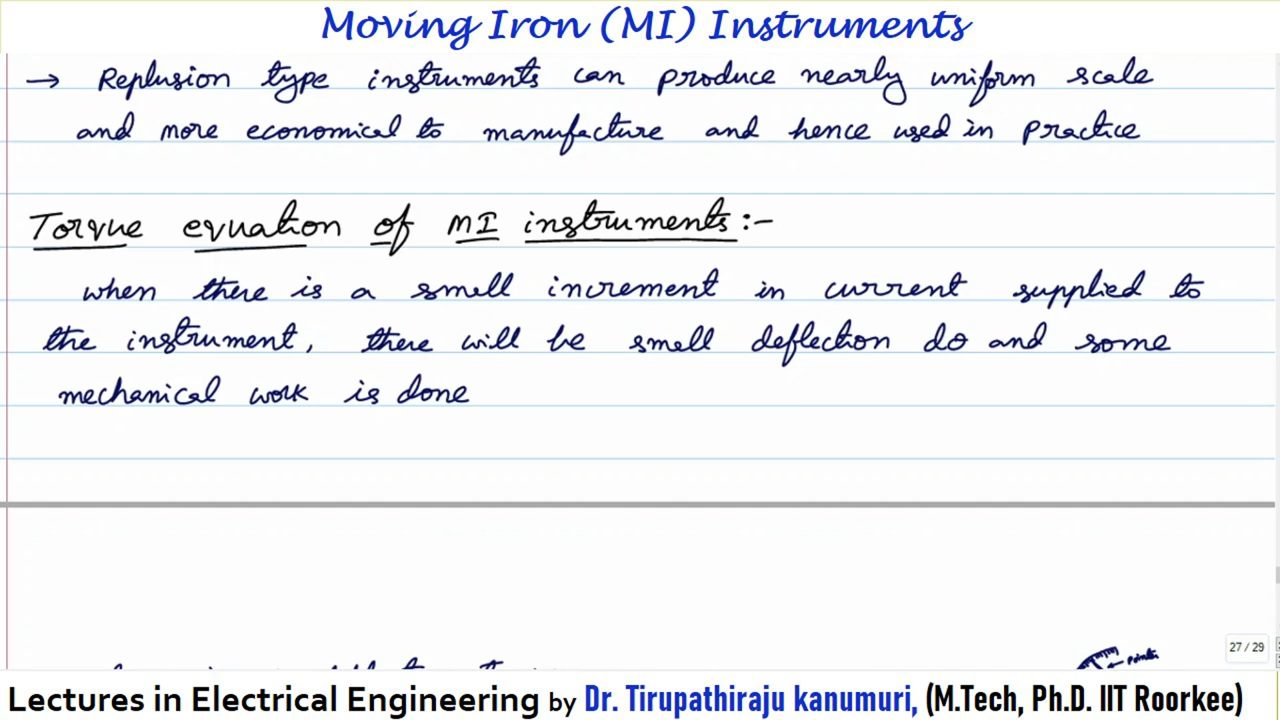 Moving Iron (MI) Instruments
→ Replusion type instruments can produce nearly uniform scale
and more economical to manufacture and hence used in practice
Torque equation of MI instruments:-
when there is a small increment in current supplied to
the instrument, there will be small deflection dθ and some
mechanical work is done
27 / 29
pointer
Lectures in Electrical Engineering by Dr. Tirupathiraju kanumuri, (M.Tech, Ph.D. IIT Roorkee)